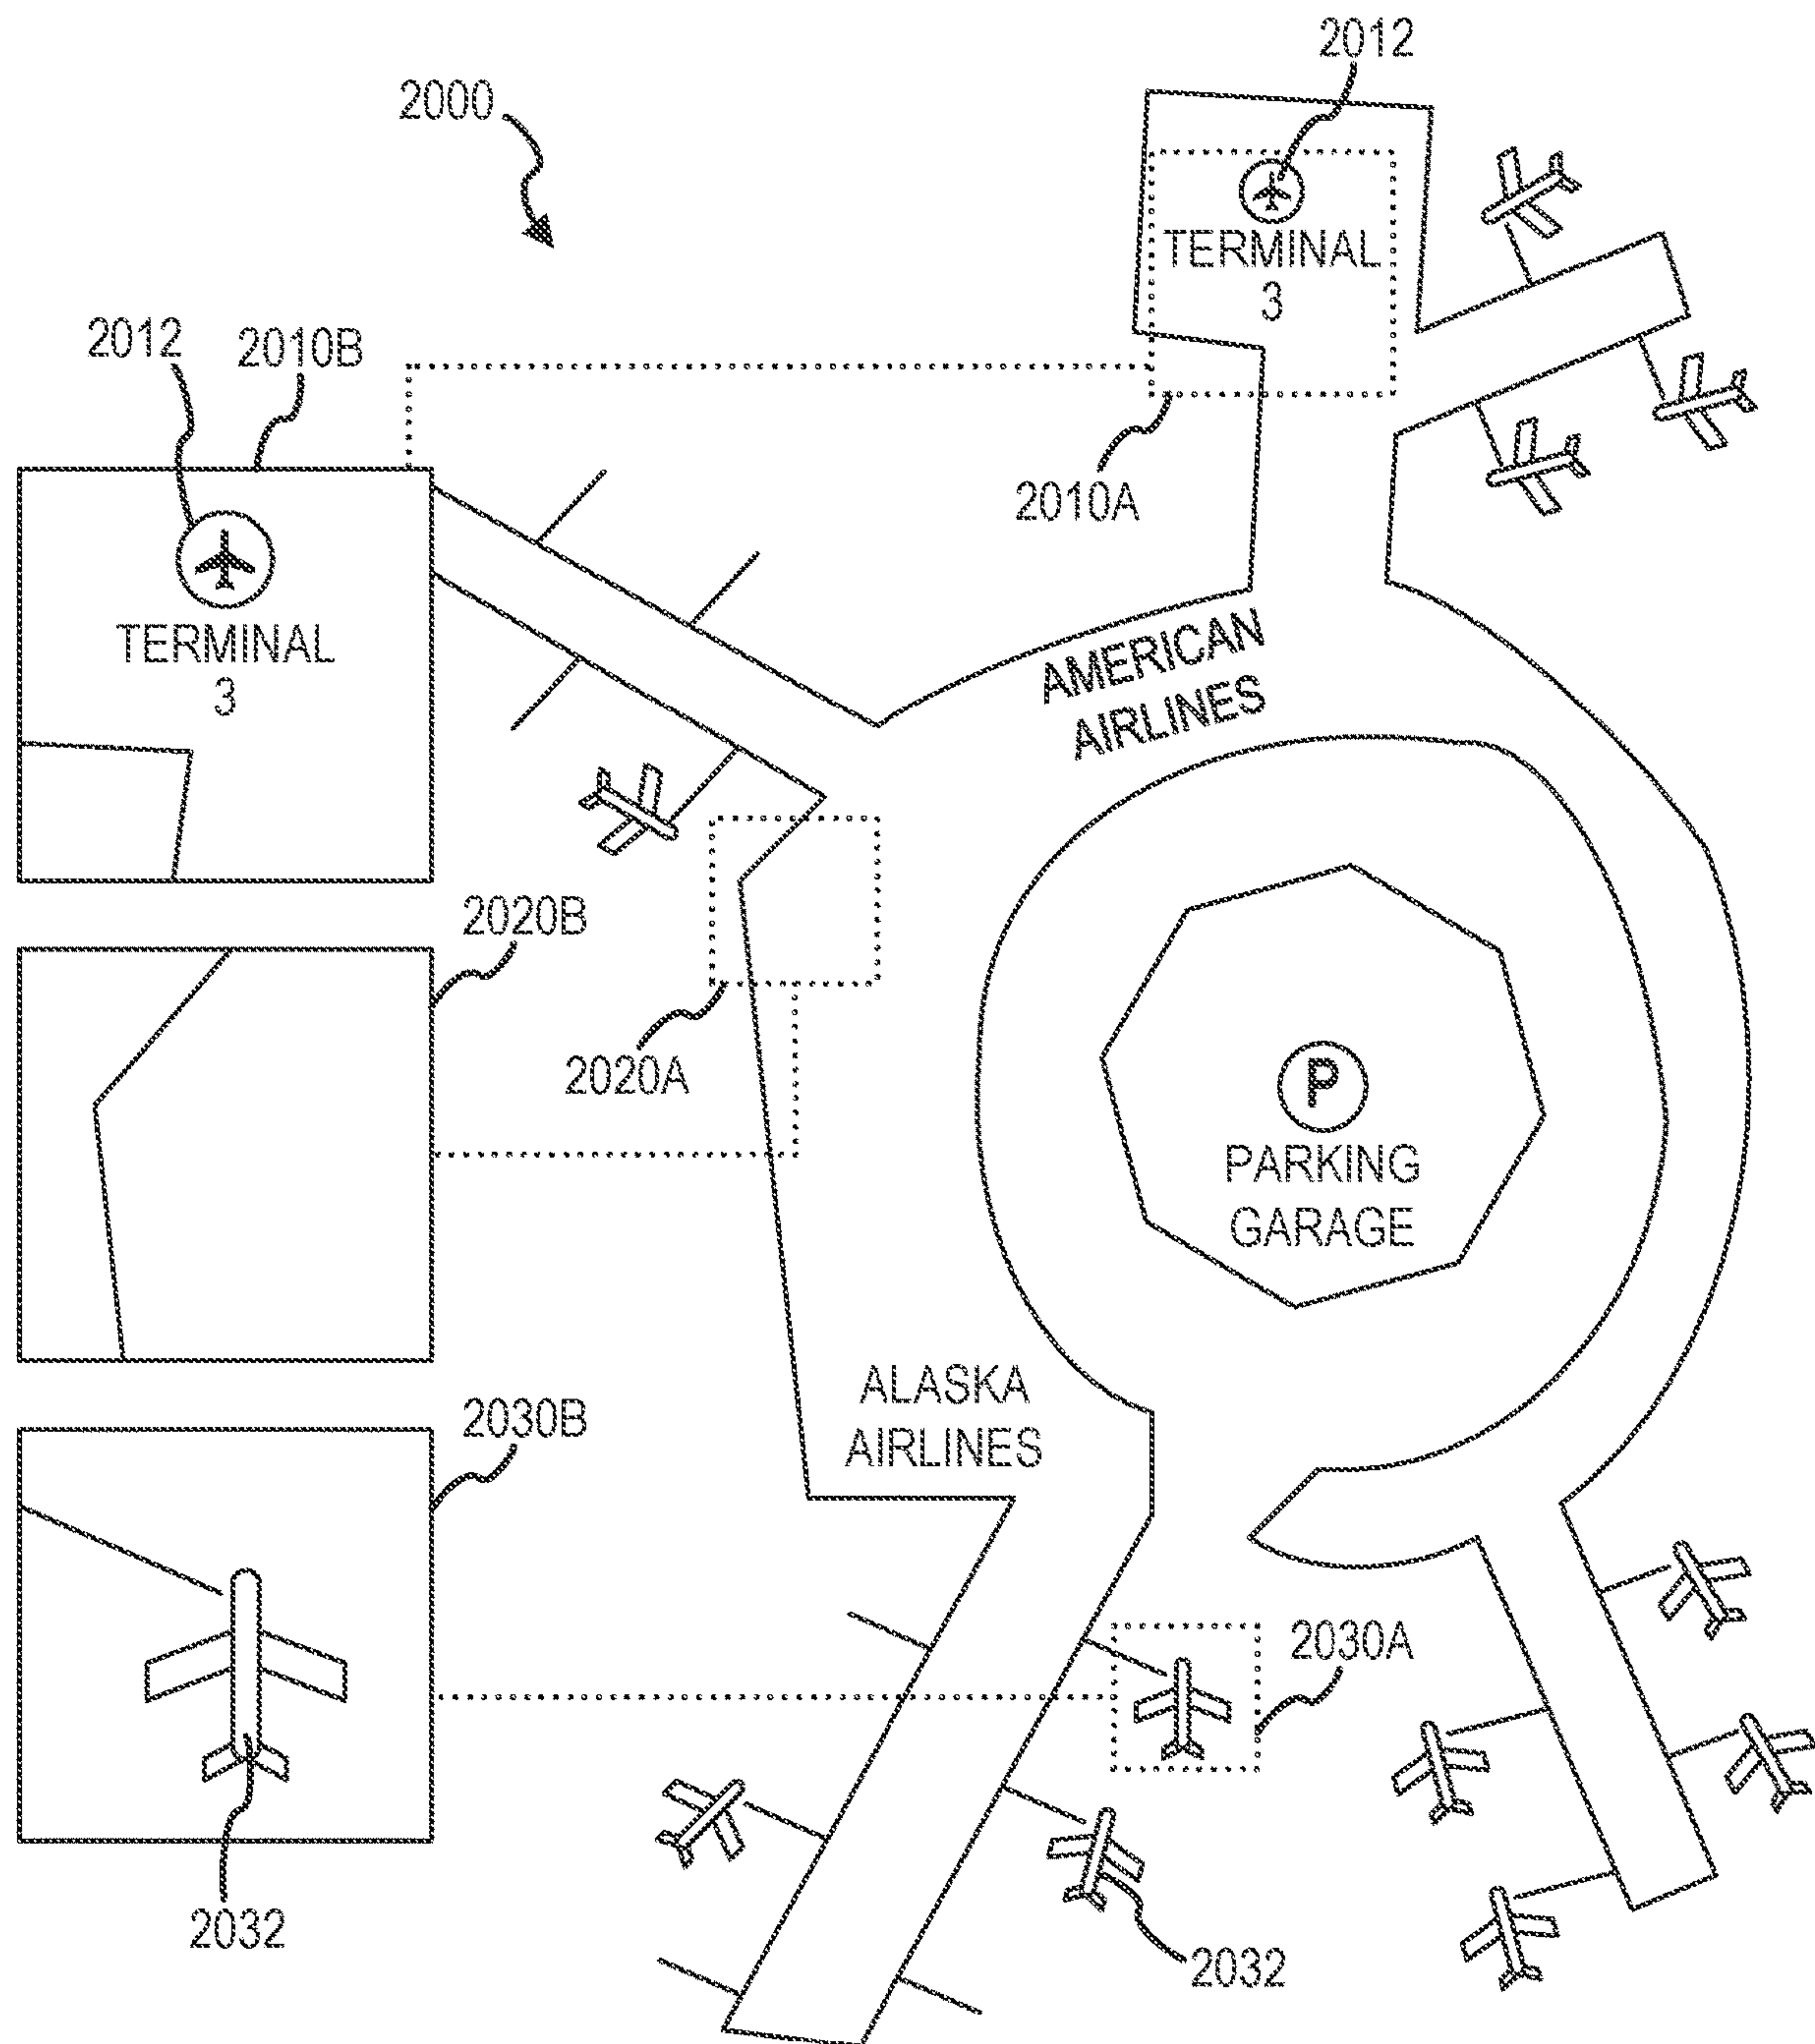 2012
2000
TERMINAL
3
2012
2010B
2010A
TERMINAL
3
AMERICAN
AIRLINES
2020B
2020A
P
PARKING
GARAGE
ALASKA
AIRLINES
2030B
2030A
2032
2032